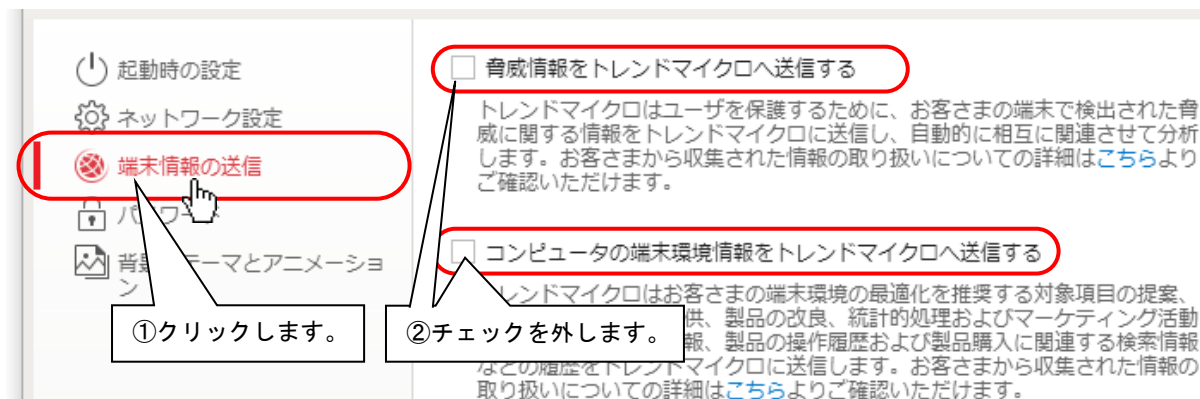 起動時の設定
ネットワーク設定
端末情報の送信
パ
背
テーマとアニメーショ
ン
①クリックします。
脅威情報をトレンドマイクロへ送信する
トレンドマイクロはユーザを保護するために、お客さまの端末で検出された脅
威に関する情報をトレンドマイクロに送信し、自動的に相互に関連させて分析
します。お客さまから収集された情報の取り扱いについての詳細はこちらより
ご確認いただけます。
コンピュータの端末環境情報をトレンドマイクロへ送信する
レンドマイクロはお客さまの端末環境の最適化を推奨する対象項目の提案、
供、製品の改良、統計的処理およびマーケティング活動
報、製品の操作履歴および製品購入に関連する検索情報
などの履歴をトレンドマイクロに送信します。お客さまから収集された情報の
取り扱いについての詳細はこちらよりご確認いただけます。
②チェックを外します。